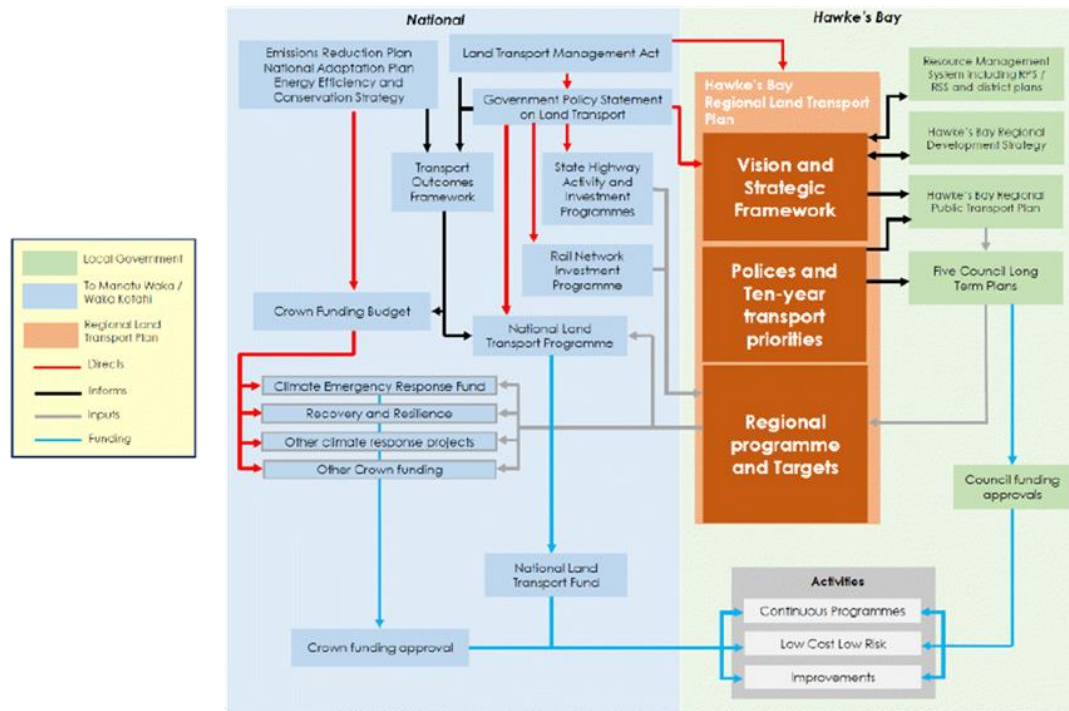 National
Hawke's Bay
Emissions Reduction Plan
National Adaptation Plan
Energy Efficiency and
Conservation Strategy
Land Transport Management Act
Government Policy Statement
on Land Transport
Transport
Outcomes
Framework
State Highway
Activity and
Investment
Programmes
Rail Network
Investment
Programme
Crown Funding Budget
National Land
Transport Programme
Climate Emergency Response Fund
Recovery and Resilience
Other climate response projects
Other Crown funding
National Land
Transport Fund
Crown funding approval
Hawke's Bay
Regional Land Transport
Plan
Vision and
Strategic
Framework
Polices and
Ten-year
transport
priorities
Regional
programme
and Targets
Resource Management
System including RPS /
RSS and district plans
Hawke's Bay Regional
Development Strategy
Hawke's Bay Regional
Public Transport Plan
Five Council Long
Term Plans
Council funding
approvals
Activities
Continuous Programmes
Low Cost Low Risk
Improvements
Local Government
To Manatu Waka /
Waka Kotahi
Regional Land
Transport Plan
Directs
Informs
Inputs
Funding